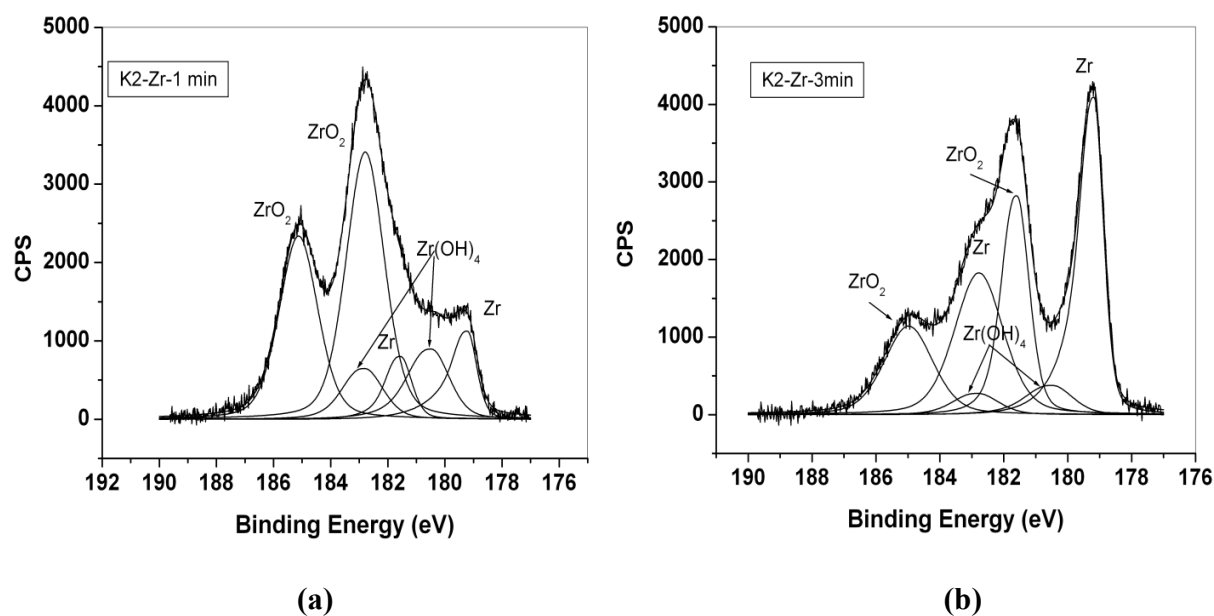 5000
4000
3000
2000
1000
0
CPS
K2-Zr-1 min
ZrO₂
ZrO₂
Zr(OH)₄
Zr
Zr
192 190 188 186 184 182 180 178 176
Binding Energy (eV)
(a)
5000
4000
3000
2000
1000
0
CPS
K2-Zr-3min
Zr
ZrO₂
Zr
ZrO₂
Zr(OH)₄
190 188 186 184 182 180 178 176
Binding Energy (eV)
(b)